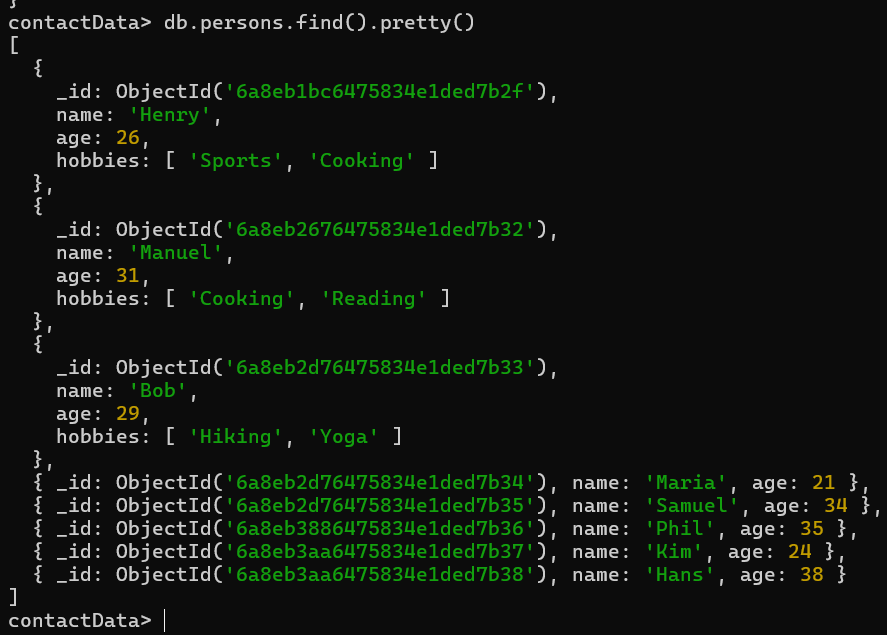 }
contactData> db.persons.find().pretty()
[
  {
    _id: ObjectId('6a8eb1bc6475834e1ded7b2f'),
    name: 'Henry',
    age: 26,
    hobbies: [ 'Sports', 'Cooking' ]
  },
  {
    _id: ObjectId('6a8eb2676475834e1ded7b32'),
    name: 'Manuel',
    age: 31,
    hobbies: [ 'Cooking', 'Reading' ]
  },
  {
    _id: ObjectId('6a8eb2d76475834e1ded7b33'),
    name: 'Bob',
    age: 29,
    hobbies: [ 'Hiking', 'Yoga' ]
  },
  { _id: ObjectId('6a8eb2d76475834e1ded7b34'), name: 'Maria', age: 21 },
  { _id: ObjectId('6a8eb2d76475834e1ded7b35'), name: 'Samuel', age: 34 },
  { _id: ObjectId('6a8eb3886475834e1ded7b36'), name: 'Phil', age: 35 },
  { _id: ObjectId('6a8eb3aa6475834e1ded7b37'), name: 'Kim', age: 24 },
  { _id: ObjectId('6a8eb3aa6475834e1ded7b38'), name: 'Hans', age: 38 }
]
contactData>